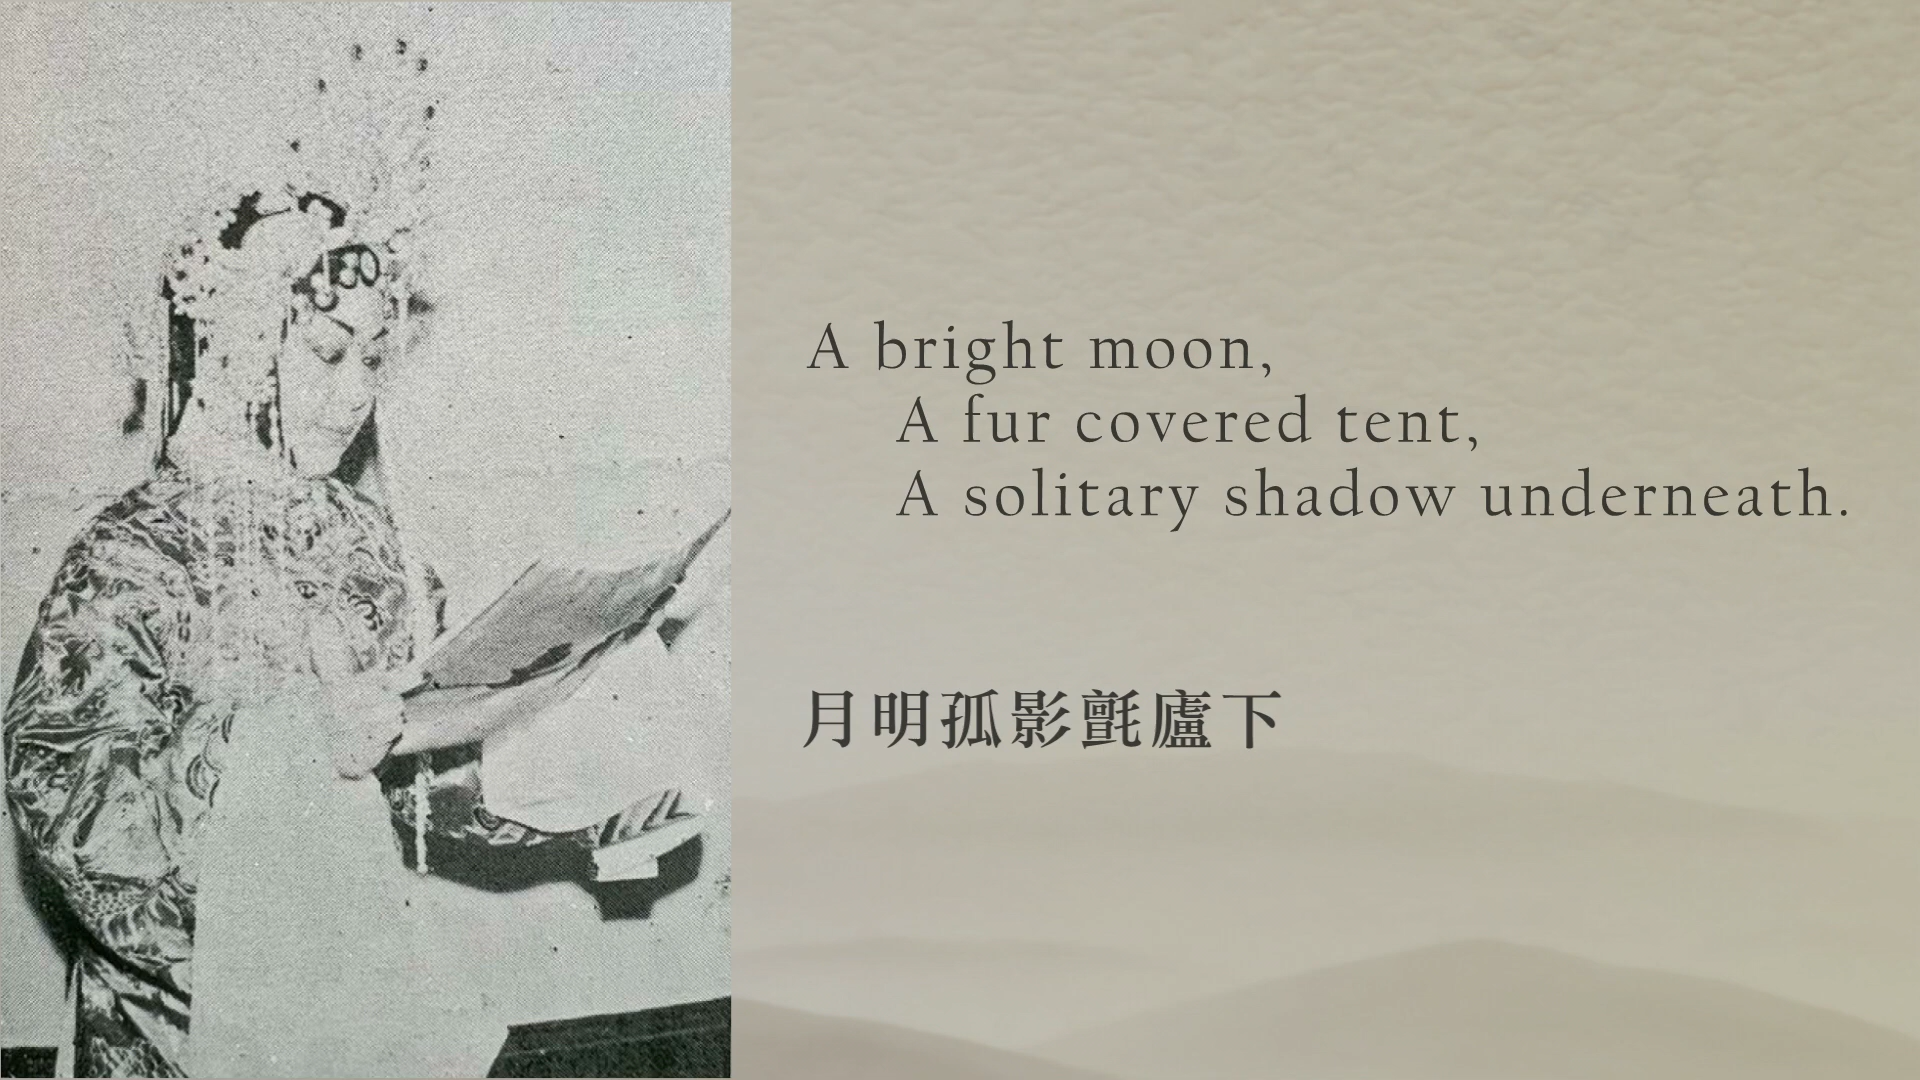 A bright moon,
A fur covered tent,
A solitary shadow underneath.
月明孤影氈廬下